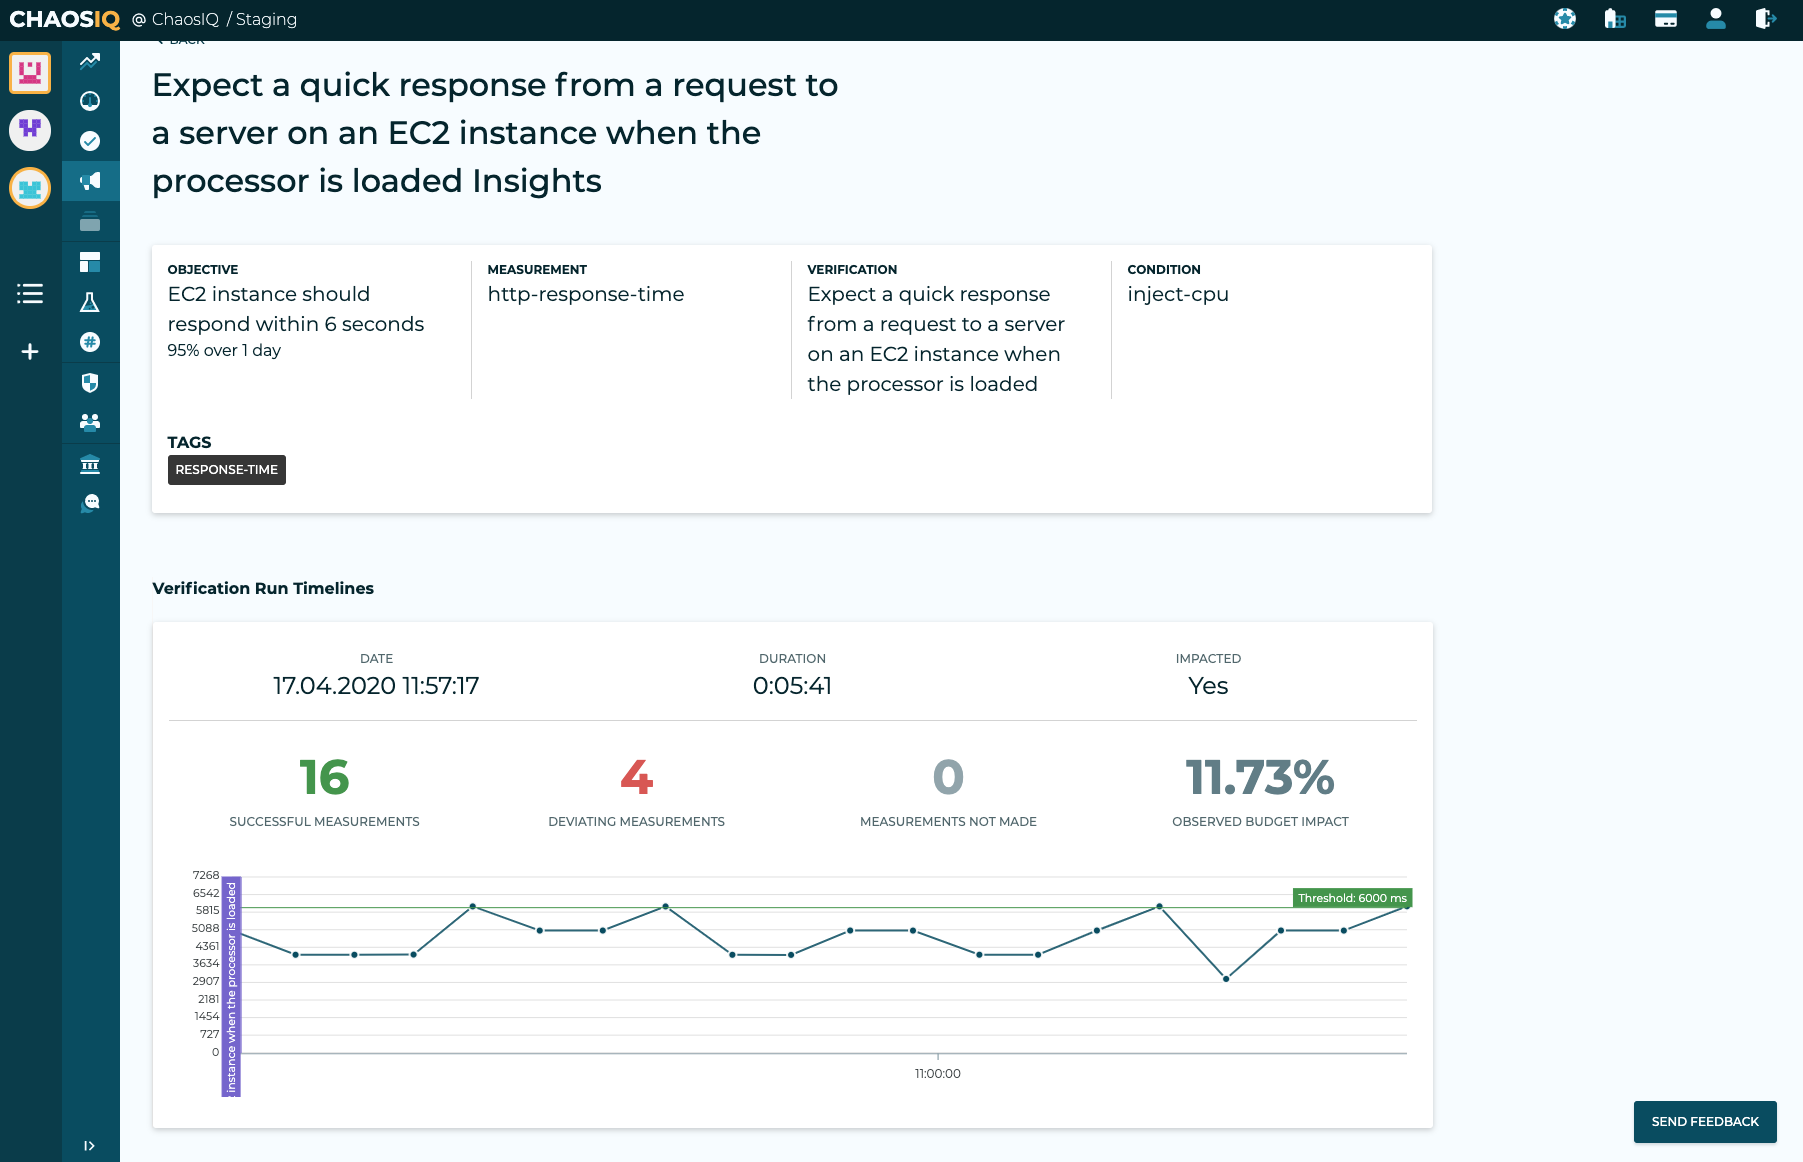 CHAOSIQ @ ChaosIQ / Staging
BACK
Expect a quick response from a request to
a server on an EC2 instance when the
processor is loaded Insights
OBJECTIVE
EC2 instance should
respond within 6 seconds
95% over 1 day
MEASUREMENT
http-response-time
VERIFICATION
Expect a quick response
from a request to a server
on an EC2 instance when
the processor is loaded
CONDITION
inject-cpu
TAGS
RESPONSE-TIME
Verification Run Timelines
DATE
17.04.2020 11:57:17
DURATION
0:05:41
IMPACTED
Yes
16
SUCCESSFUL MEASUREMENTS
4
DEVIATING MEASUREMENTS
0
MEASUREMENTS NOT MADE
11.73%
OBSERVED BUDGET IMPACT
7268
6542
5815
5088
4361
3634
2907
2181
1454
727
0
instance when the processor is loaded
Threshold: 6000 ms
11:00:00
SEND FEEDBACK